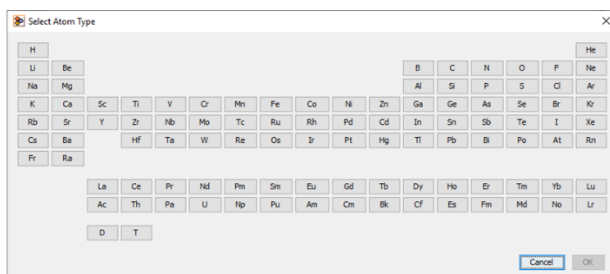 Select Atom Type
H He
Li Be B C N O F Ne
Na Mg Al Si P S Cl Ar
K Ca Sc Ti V Cr Mn Fe Co Ni Zn Ga Ge As Se Br Kr
Rb Sr Y Zr Nb Mo Tc Ru Rh Pd Cd In Sn Sb Te I Xe
Cs Ba Hf Ta W Re Os Ir Pt Hg Tl Pb Bi Po At Rn
Fr Ra
La Ce Pr Nd Pm Sm Eu Gd Tb Dy Ho Er Tm Yb Lu
Ac Th Pa U Np Pu Am Cm Bk Cf Es Fm Md No Lr
D T
Cancel OK